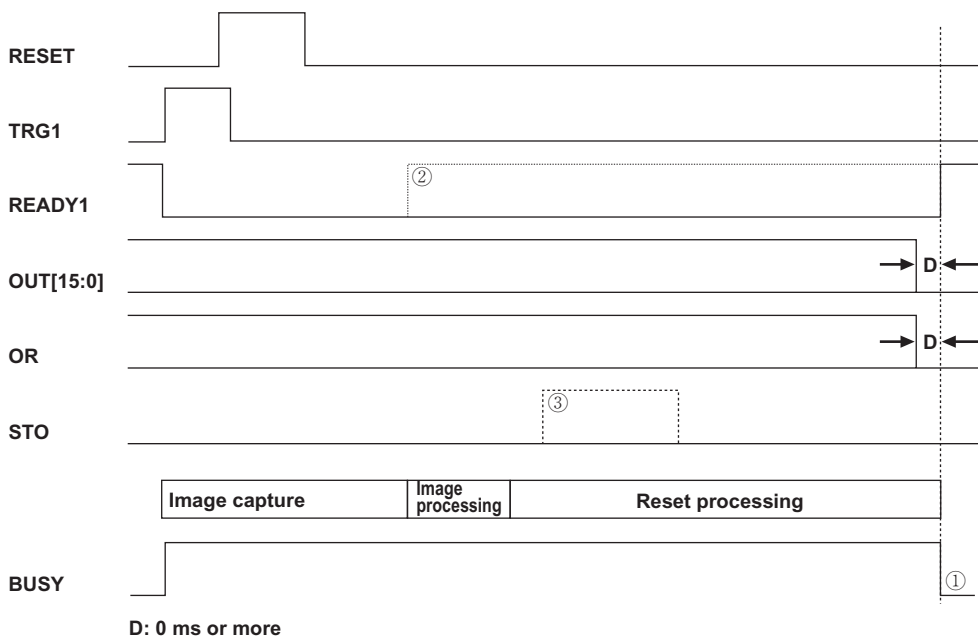 RESET
TRG1
②
READY1
D
OUT[15:0]
D
OR
③
STO
Image capture
Image
processing
Reset processing
BUSY
①
D: 0 ms or more